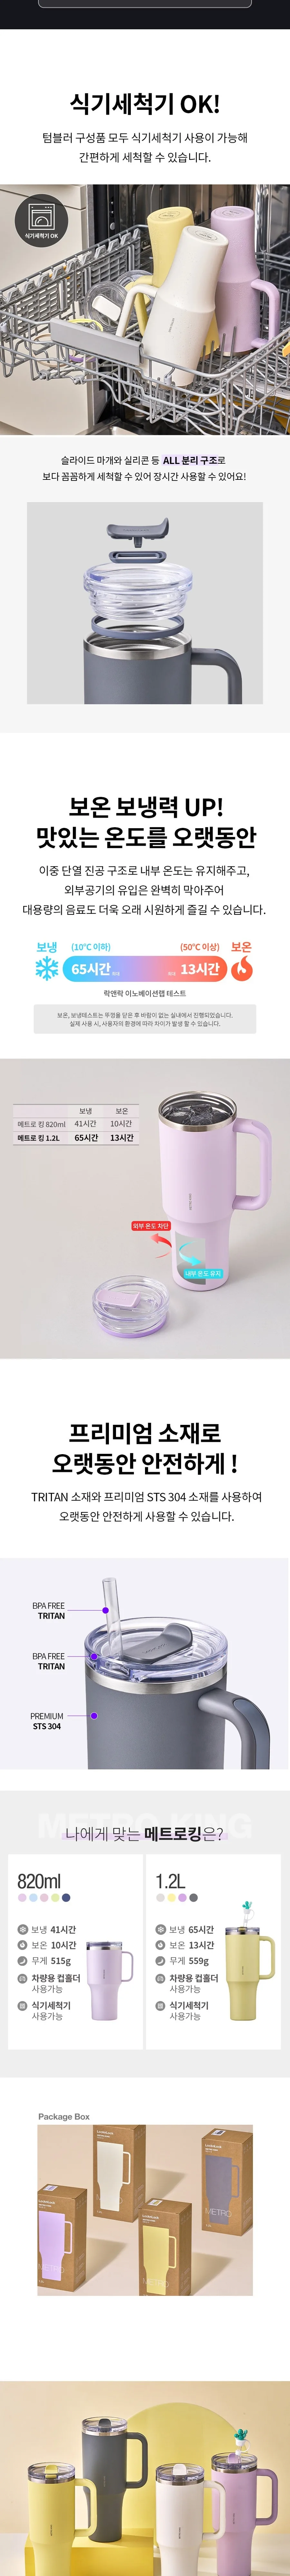 식기세척기 OK!
텀블러 구성품 모두 식기세척기 사용이 가능해
간편하게 세척할 수 있습니다.
식기세척기 OK
슬라이드 마개와 실리콘 등 ALL 분리 구조로
보다 꼼꼼하게 세척할 수 있어 장시간 사용할 수 있어요!
보온 보냉력 UP!
맛있는 온도를 오랫동안
이중 단열 진공 구조로 내부 온도는 유지해주고,
외부공기의 유입은 완벽히 막아주어
대용량의 음료도 더욱 오래 시원하게 즐길 수 있습니다.
보냉 (10℃ 이하) (50℃ 이상) 보온
65시간 최대 최대 13시간
락앤락 이노베이션랩 테스트
보온, 보냉테스트는 뚜껑을 닫은 후 바람이 없는 실내에서 진행되었습니다.
실제 사용 시, 사용자의 환경에 따라 차이가 발생 할 수 있습니다.
보냉 보온
메트로 킹 820ml 41시간 10시간
메트로 킹 1.2L 65시간 13시간
외부 온도 차단
내부 온도 유지
프리미엄 소재로
오랫동안 안전하게 !
TRITAN 소재와 프리미엄 STS 304 소재를 사용하여
오랫동안 안전하게 사용할 수 있습니다.
BPA FREE
TRITAN
BPA FREE
TRITAN
PREMIUM
STS 304
METRO KING
나에게 맞는 메트로킹은?
820ml
보냉 41시간
보온 10시간
무게 515g
차량용 컵홀더
사용가능
식기세척기
사용가능
1.2L
보냉 65시간
보온 13시간
무게 559g
차량용 컵홀더
사용가능
식기세척기
사용가능
Package Box
METRO
METRO
METRO
METRO